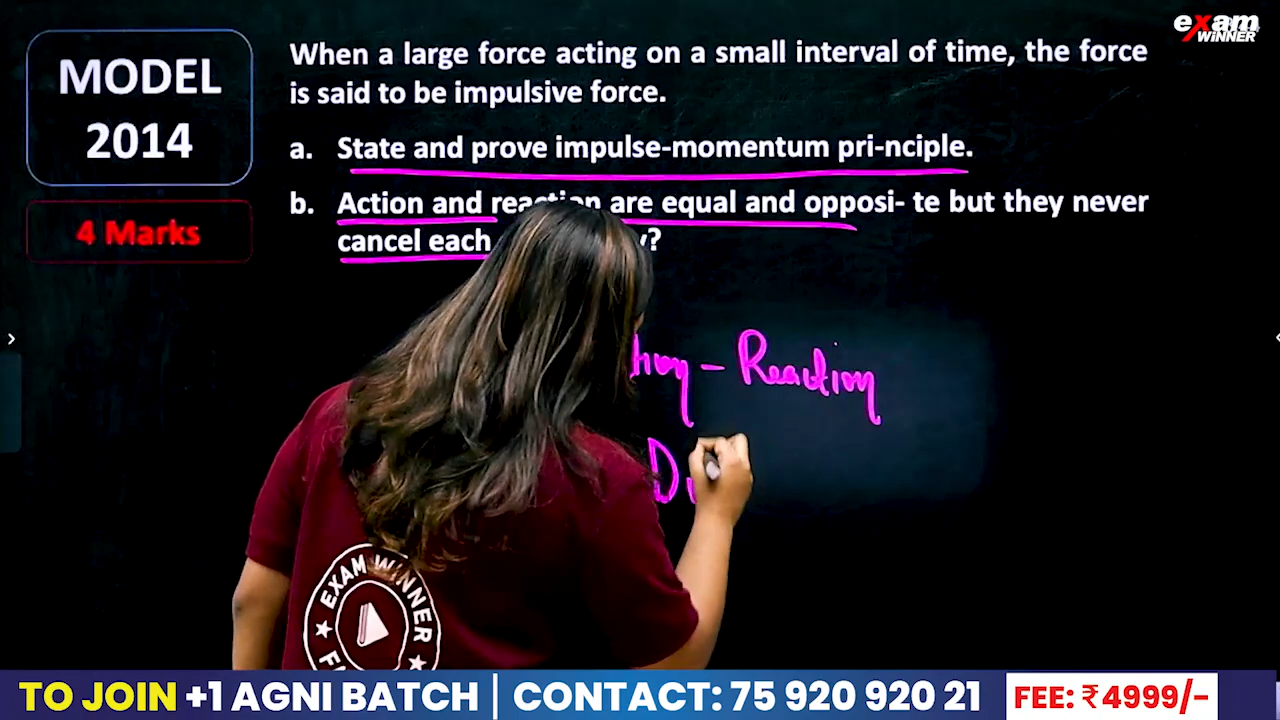 exam
WiNNER
MODEL
2014
4 Marks
When a large force acting on a small interval of time, the force
is said to be impulsive force.
a. State and prove impulse-momentum pri-nciple.
b. Action and reaction are equal and opposi- te but they never
cancel each
?
– Reaction
EXAM WINNER
TO JOIN +1 AGNI BATCH | CONTACT: 75 920 920 21 FEE: ₹4999/-